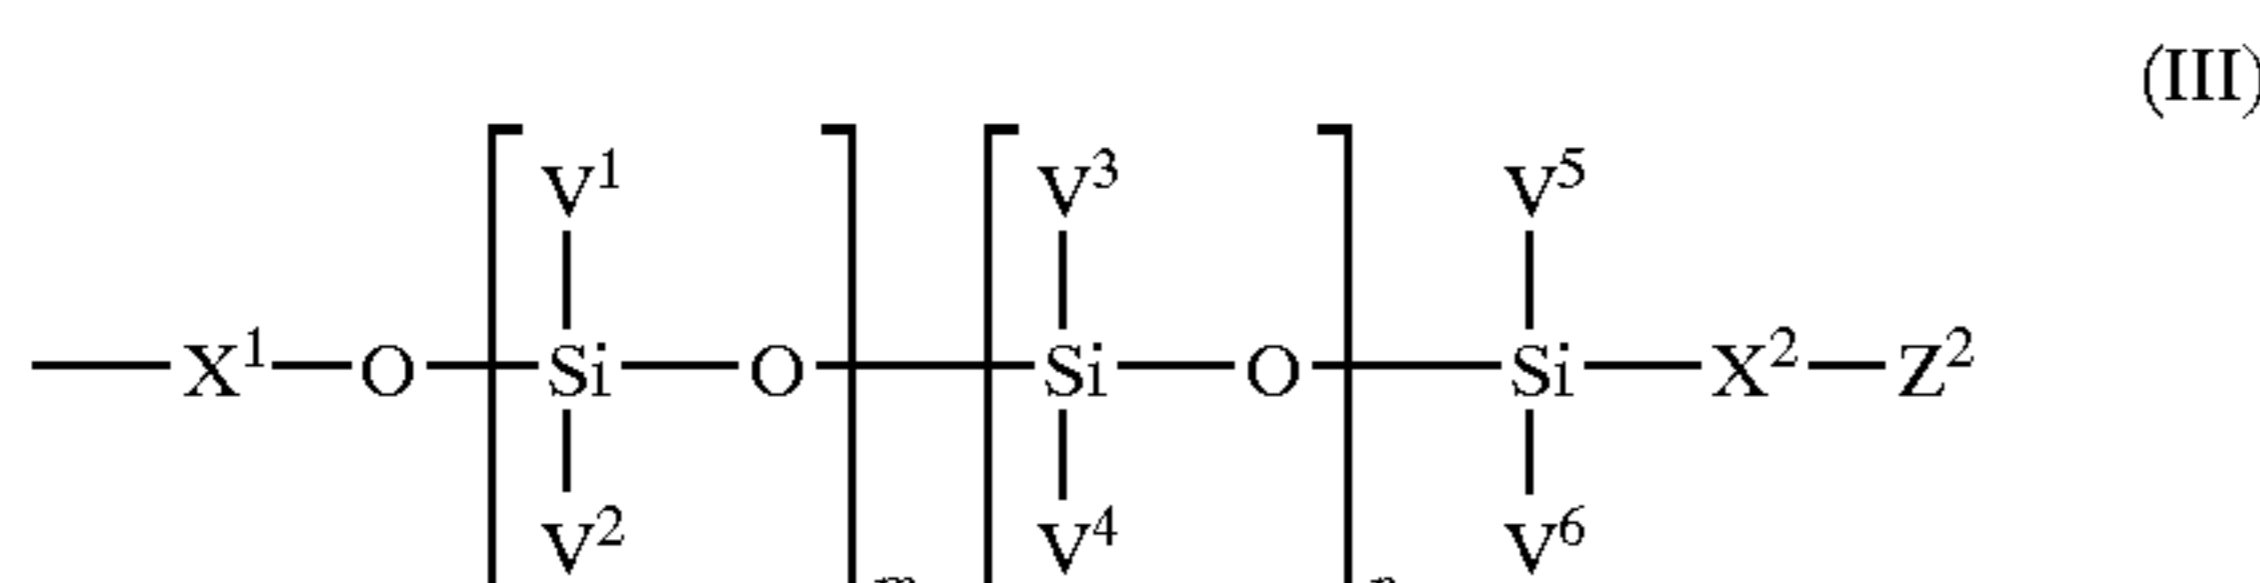 (III)
V¹ V³ V⁵
X¹ O Si O Si O Si X² Z²
V² V⁴ V⁶
m n